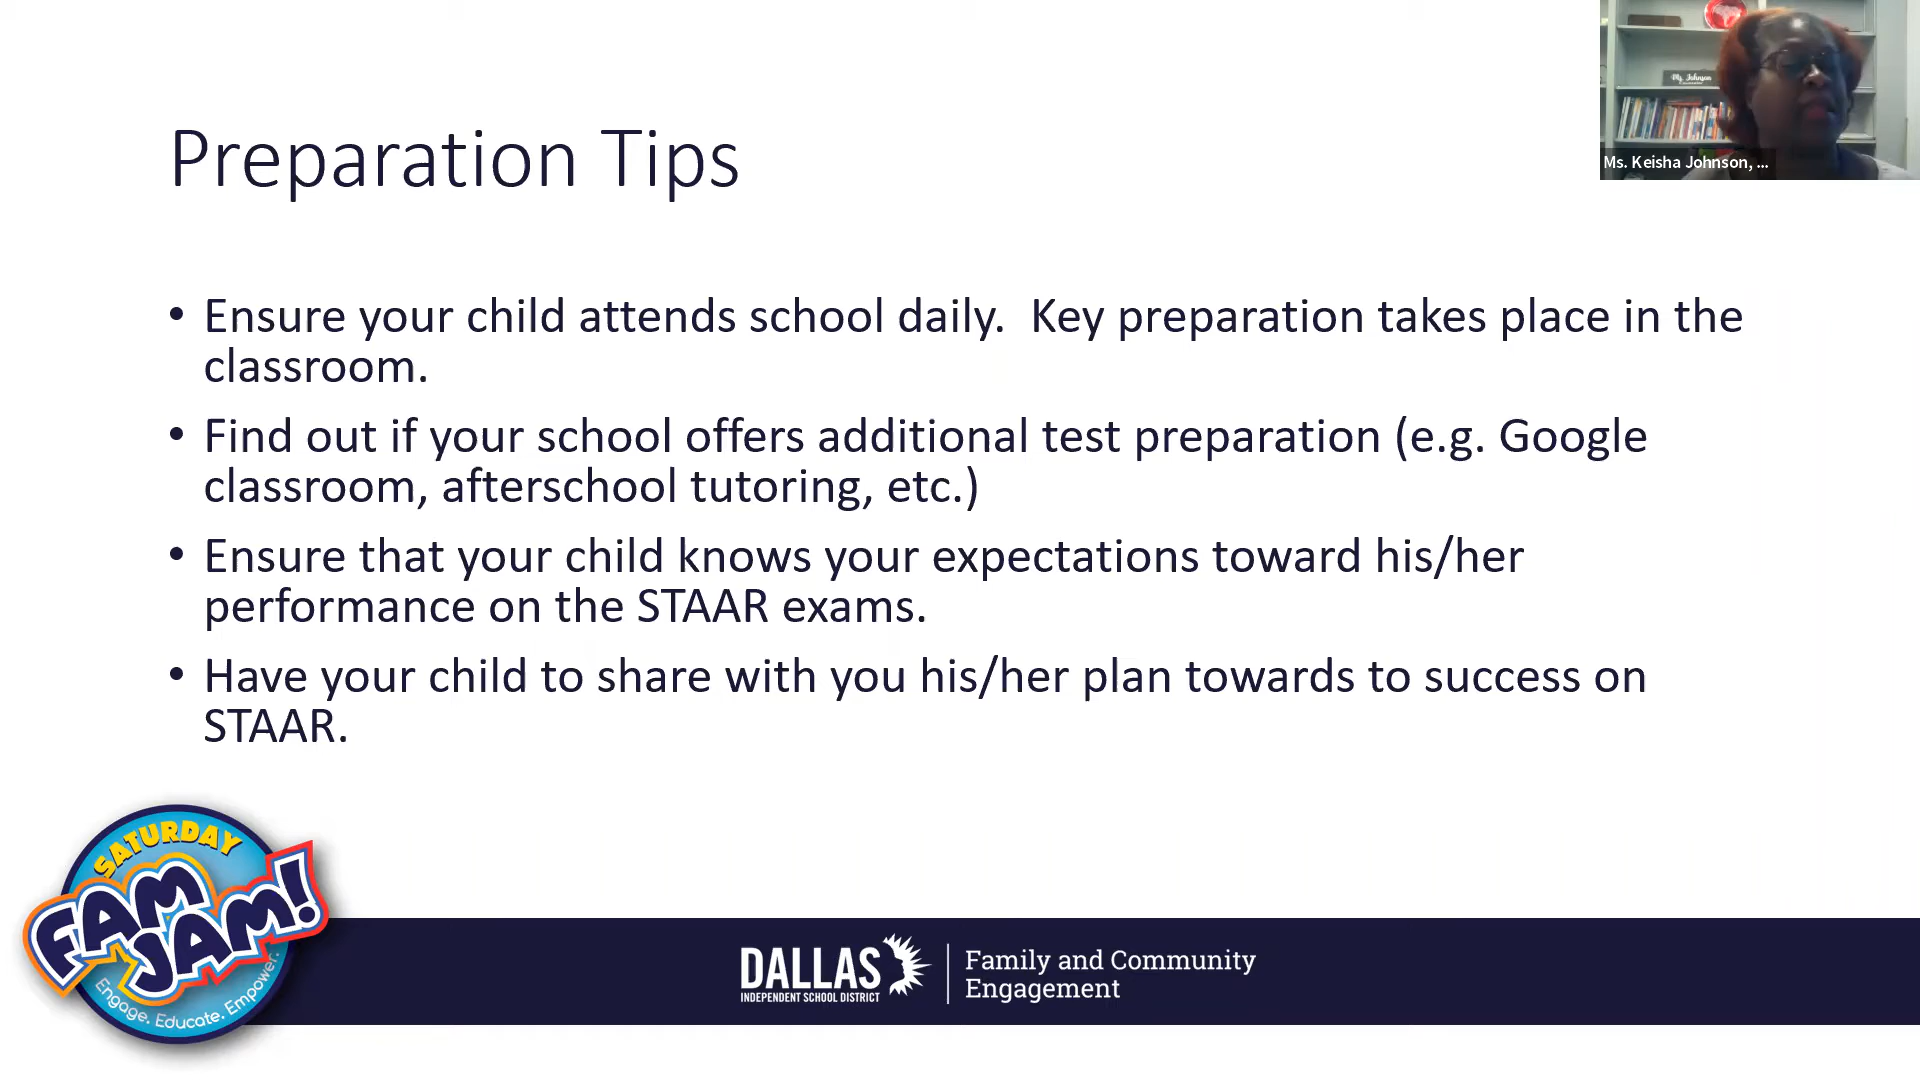 Preparation Tips
Ms. Johnson
Ms. Keisha Johnson, ...
• Ensure your child attends school daily.  Key preparation takes place in the
classroom.
• Find out if your school offers additional test preparation (e.g. Google
classroom, afterschool tutoring, etc.)
• Ensure that your child knows your expectations toward his/her
performance on the STAAR exams.
• Have your child to share with you his/her plan towards to success on
STAAR.
SATURDAY
FAM
JAM!
Engage. Educate. Empower.
DALLAS
INDEPENDENT SCHOOL DISTRICT
Family and Community
Engagement